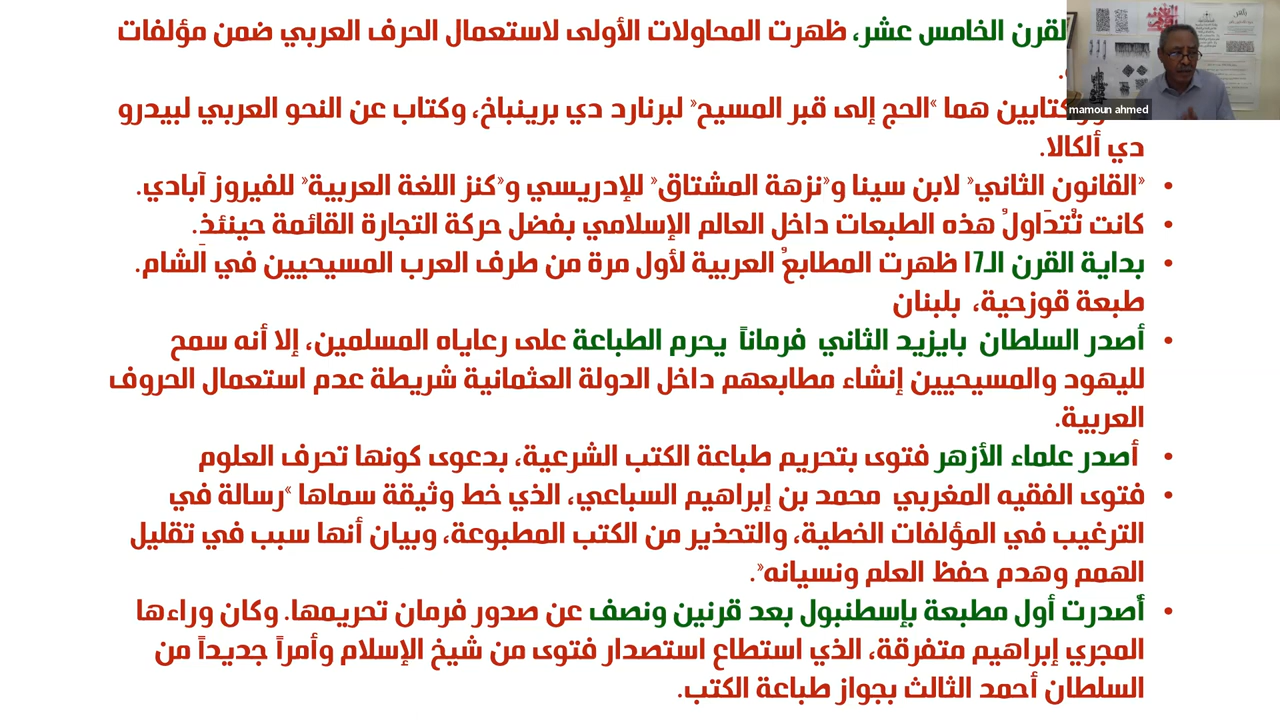 القرن الخامس عشر، ظهرت المحاولات الأولى لاستعمال الحرف العربي ضمن مؤلفات
كتابين هما "الحج إلى قبر المسيح" لبرنارد دي برينباخ، وكتاب عن النحو العربي لبيدرو
دي ألكالا.
• "القانون الثاني" لابن سينا و"نزهة المشتاق" للإدريسي و"كنز اللغة العربية" للفيروز آبادي.
• كانت تُتدَاولُ هذه الطبعات داخل العالم الإسلامي بفضل حركة التجارة القائمة حينئذ.
• بداية القرن الـ17 ظهرت المطابعُ العربية لأول مرة من طرف العرب المسيحيين في الَشام.
طبعة قوزحية، بلبنان
• أصدر السلطان بايزيد الثاني فرماناً يحرم الطباعة على رعاياه المسلمين، إلا أنه سمح
لليهود والمسيحيين إنشاء مطابعهم داخل الدولة العثمانية شريطة عدم استعمال الحروف
العربية.
• أصدر علماء الأزهر فتوى بتحريم طباعة الكتب الشرعية، بدعوى كونها تحرف العلوم
• فتوى الفقيه المغربي محمد بن إبراهيم السباعي، الذي خط وثيقة سماها "رسالة في
الترغيب في المؤلفات الخطية، والتحذير من الكتب المطبوعة، وبيان أنها سبب في تقليل
الهمم وهدم حفظ العلم ونسيانه".
• أُصدرت أول مطبعة بإسطنبول بعد قرنين ونصف عن صدور فرمان تحريمها. وكان وراءها
المجري إبراهيم متفرقة، الذي استطاع استصدار فتوى من شيخ الإسلام وأمراً جديداً من
السلطان أحمد الثالث بجواز طباعة الكتب.
mamoun ahmed